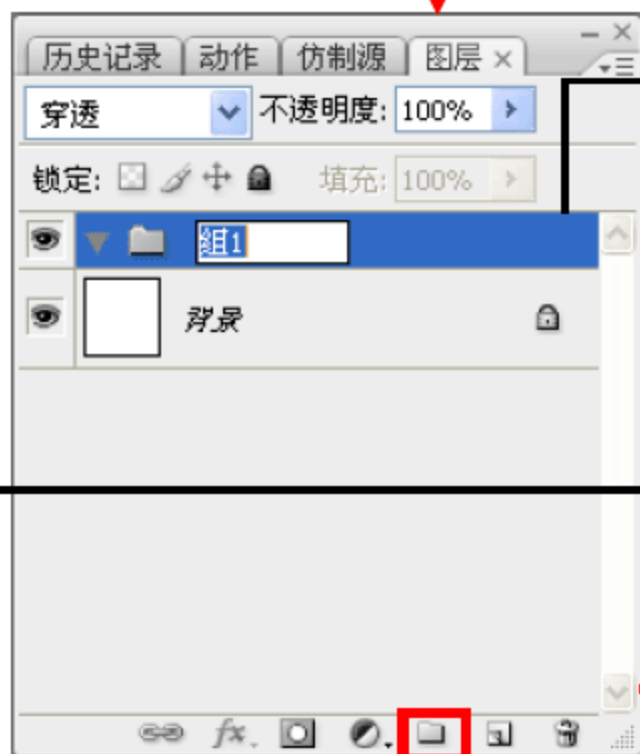 历史记录 动作 仿制源 图层
穿透 不透明度: 100%
锁定: 填充: 100%
组1
背景
fx.